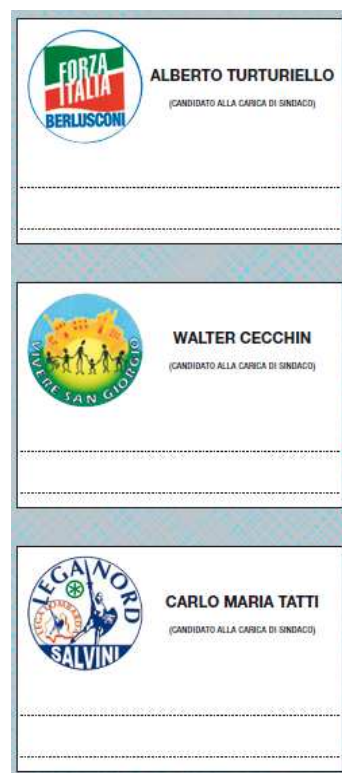 FORZA
ITALIA
BERLUSCONI
ALBERTO TURTURIELLO
(CANDIDATO ALLA CARICA DI SINDACO)
WALTER CECCHIN
(CANDIDATO ALLA CARICA DI SINDACO)
VIVERE SAN GIORGIO
LEGA NORD
LEGA LOMBARDA
SALVINI
CARLO MARIA TATTI
(CANDIDATO ALLA CARICA DI SINDACO)